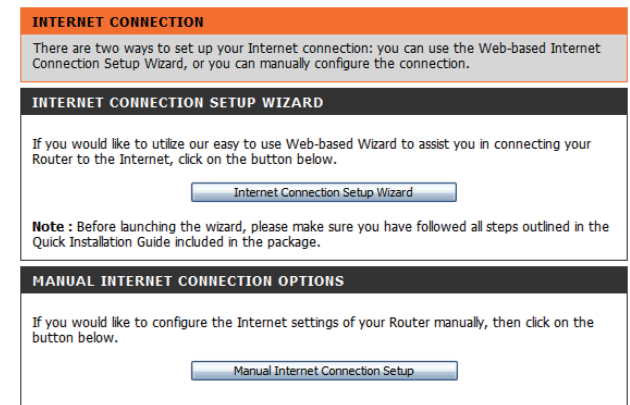 INTERNET CONNECTION
There are two ways to set up your Internet connection: you can use the Web-based Internet
Connection Setup Wizard, or you can manually configure the connection.
INTERNET CONNECTION SETUP WIZARD
If you would like to utilize our easy to use Web-based Wizard to assist you in connecting your
Router to the Internet, click on the button below.
Internet Connection Setup Wizard
Note : Before launching the wizard, please make sure you have followed all steps outlined in the
Quick Installation Guide included in the package.
MANUAL INTERNET CONNECTION OPTIONS
If you would like to configure the Internet settings of your Router manually, then click on the
button below.
Manual Internet Connection Setup